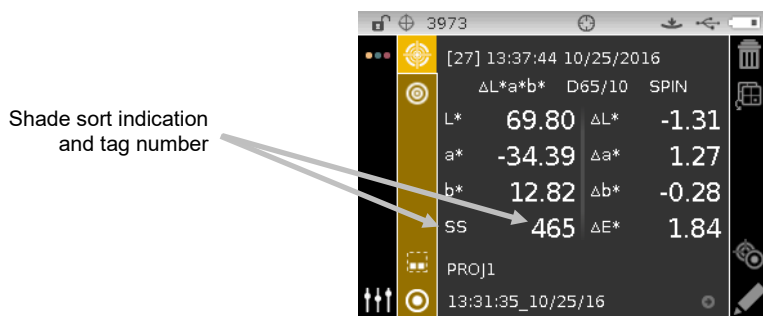 3973
[27] 13:37:44 10/25/2016
ΔL*a*b* D65/10 SPIN
L* 69.80 ΔL* -1.31
Shade sort indication
and tag number
a* -34.39 Δa* 1.27
b* 12.82 Δb* -0.28
SS 465 ΔE* 1.84
PROJ1
13:31:35_10/25/16